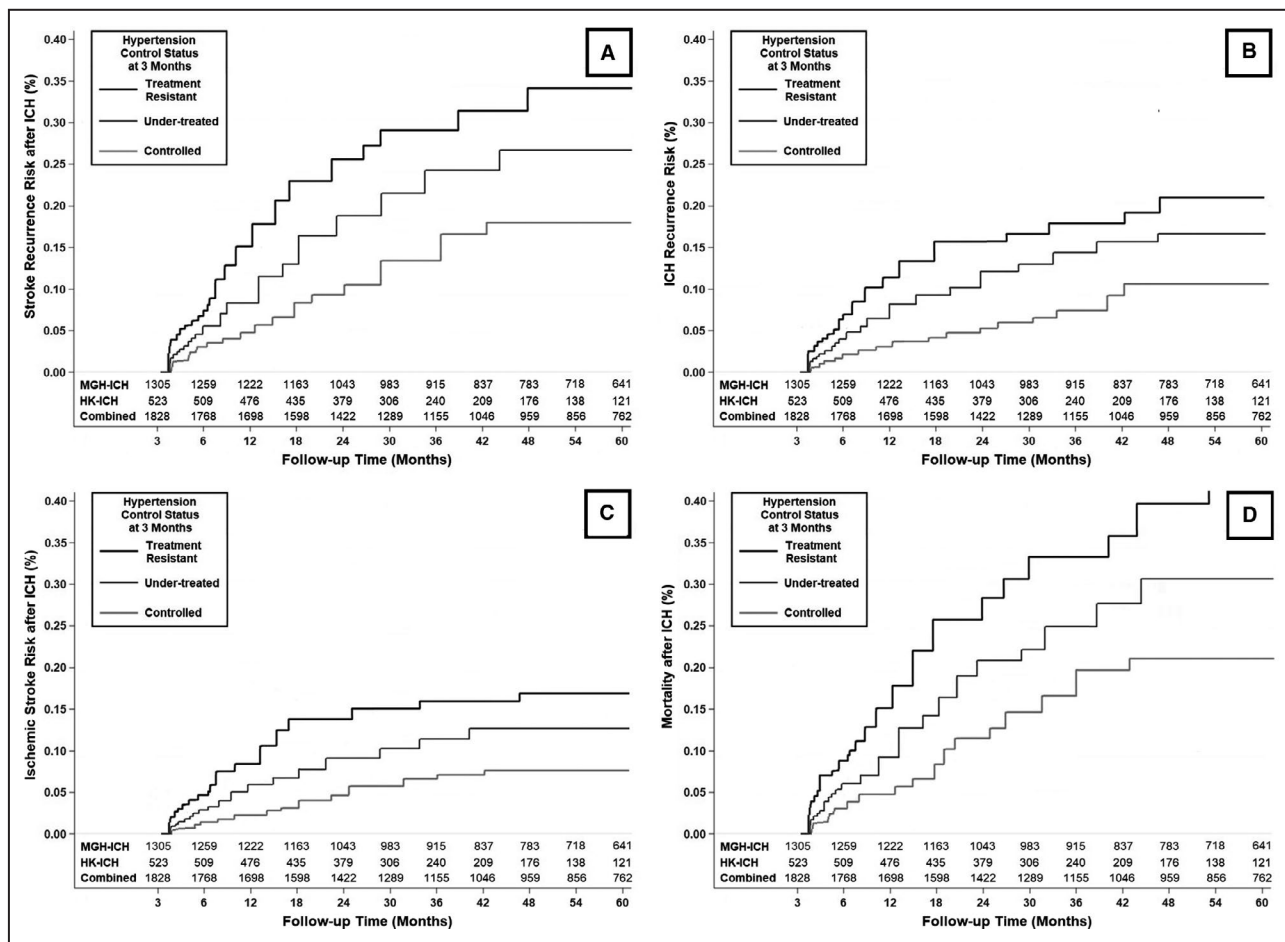 A
Hypertension
Control Status
at 3 Months
Treatment
Resistant
Under-treated
Controlled
Stroke Recurrence Risk after ICH (%)
0.40
0.35
0.30
0.25
0.20
0.15
0.10
0.05
0.00
MGH-ICH 1305 1259 1222 1163 1043 983 915 837 783 718 641
HK-ICH 523 509 476 435 379 306 240 209 176 138 121
Combined 1828 1768 1698 1598 1422 1289 1155 1046 959 856 762
3 6 12 18 24 30 36 42 48 54 60
Follow-up Time (Months)
B
Hypertension
Control Status
at 3 Months
Treatment
Resistant
Under-treated
Controlled
ICH Recurrence Risk (%)
0.40
0.35
0.30
0.25
0.20
0.15
0.10
0.05
0.00
MGH-ICH 1305 1259 1222 1163 1043 983 915 837 783 718 641
HK-ICH 523 509 476 435 379 306 240 209 176 138 121
Combined 1828 1768 1698 1598 1422 1289 1155 1046 959 856 762
3 6 12 18 24 30 36 42 48 54 60
Follow-up Time (Months)
C
Hypertension
Control Status
at 3 Months
Treatment
Resistant
Under-treated
Controlled
Ischemic Stroke Risk after ICH (%)
0.40
0.35
0.30
0.25
0.20
0.15
0.10
0.05
0.00
MGH-ICH 1305 1259 1222 1163 1043 983 915 837 783 718 641
HK-ICH 523 509 476 435 379 306 240 209 176 138 121
Combined 1828 1768 1698 1598 1422 1289 1155 1046 959 856 762
3 6 12 18 24 30 36 42 48 54 60
Follow-up Time (Months)
D
Hypertension
Control Status
at 3 Months
Treatment
Resistant
Under-treated
Controlled
Mortality after ICH (%)
0.40
0.35
0.30
0.25
0.20
0.15
0.10
0.05
0.00
MGH-ICH 1305 1259 1222 1163 1043 983 915 837 783 718 641
HK-ICH 523 509 476 435 379 306 240 209 176 138 121
Combined 1828 1768 1698 1598 1422 1289 1155 1046 959 856 762
3 6 12 18 24 30 36 42 48 54 60
Follow-up Time (Months)